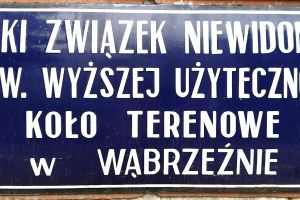 KI ZWIĄZEK NIEWIDOM
W. WYŻSZEJ UŻYTECZNO
KOŁO TERENOWE
w WĄBRZEŹNIE